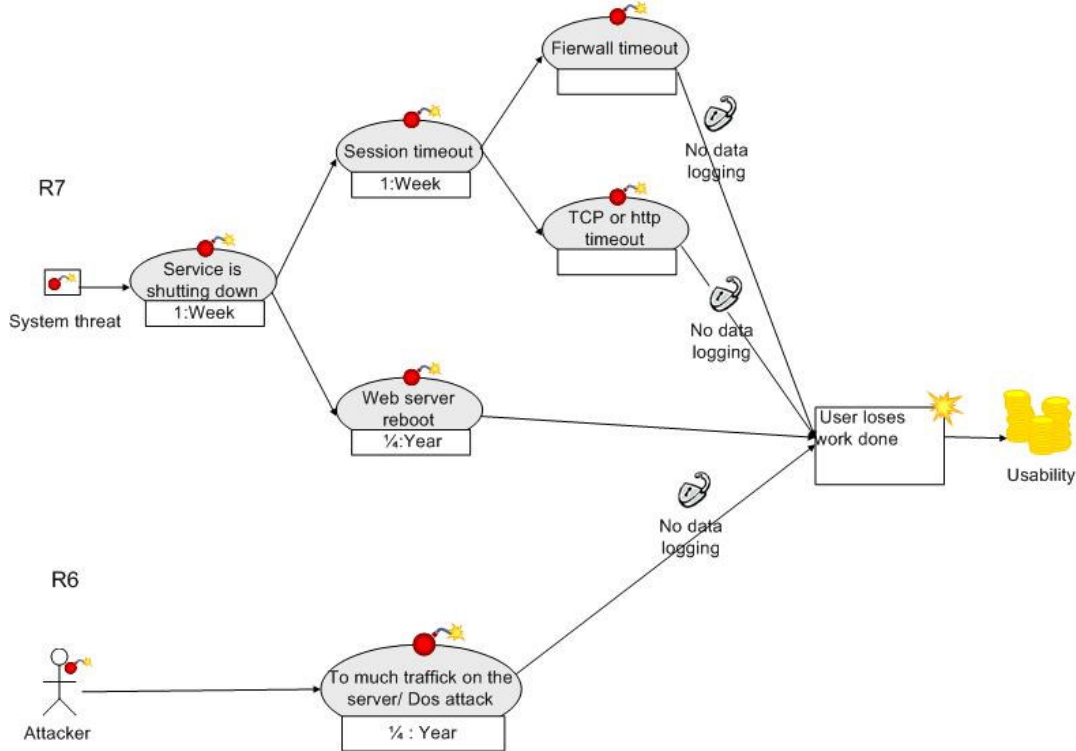 Fierwall timeout
No data
logging
Session timeout
1:Week
R7
TCP or http
timeout
Service is
shutting down
1:Week
System threat
No data
logging
Web server
reboot
¼:Year
User loses
work done
Usability
No data
logging
R6
To much traffick on the
server/ Dos attack
¼ : Year
Attacker